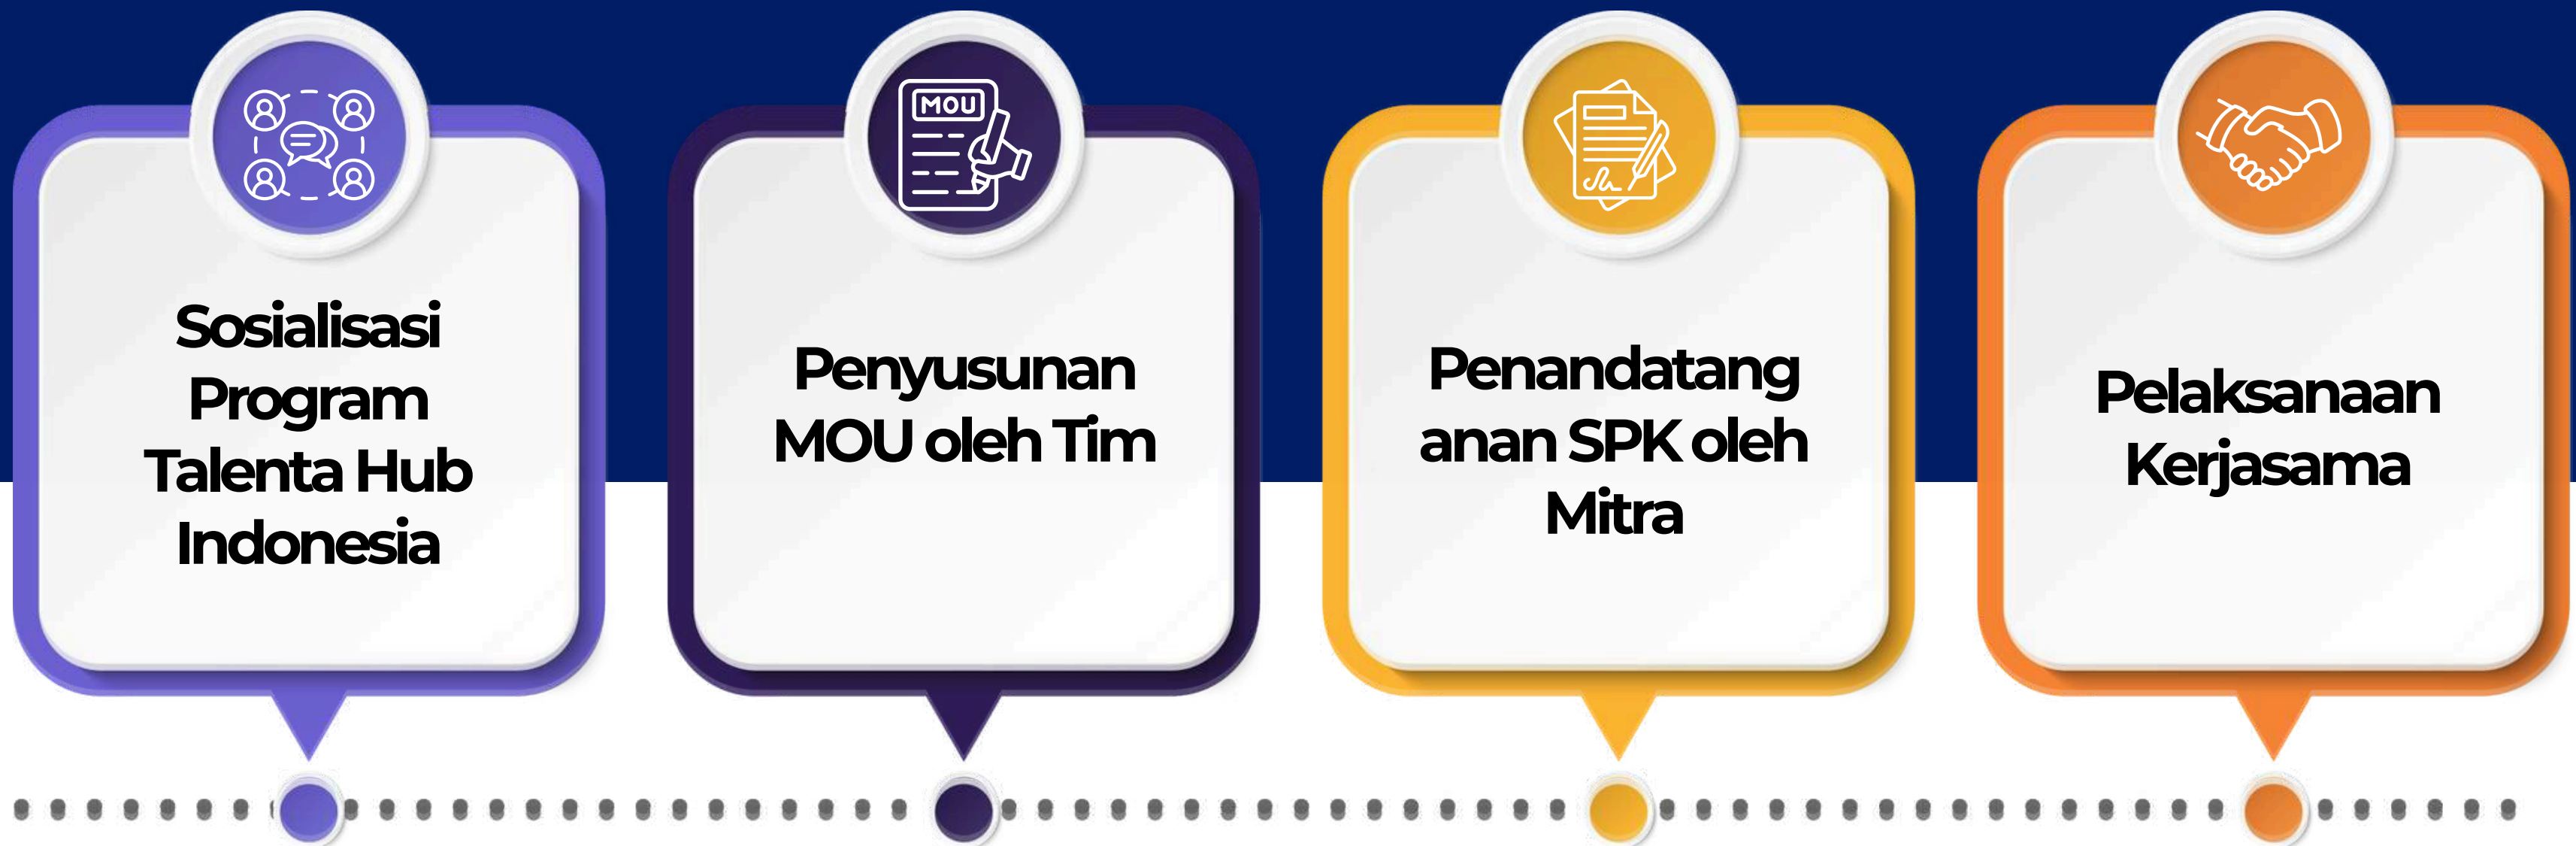 Sosialisasi
Program
Talenta Hub
Indonesia
MOU
Penyusunan
MOU oleh Tim
Penandatang
anan SPK oleh
Mitra
Pelaksanaan
Kerjasama